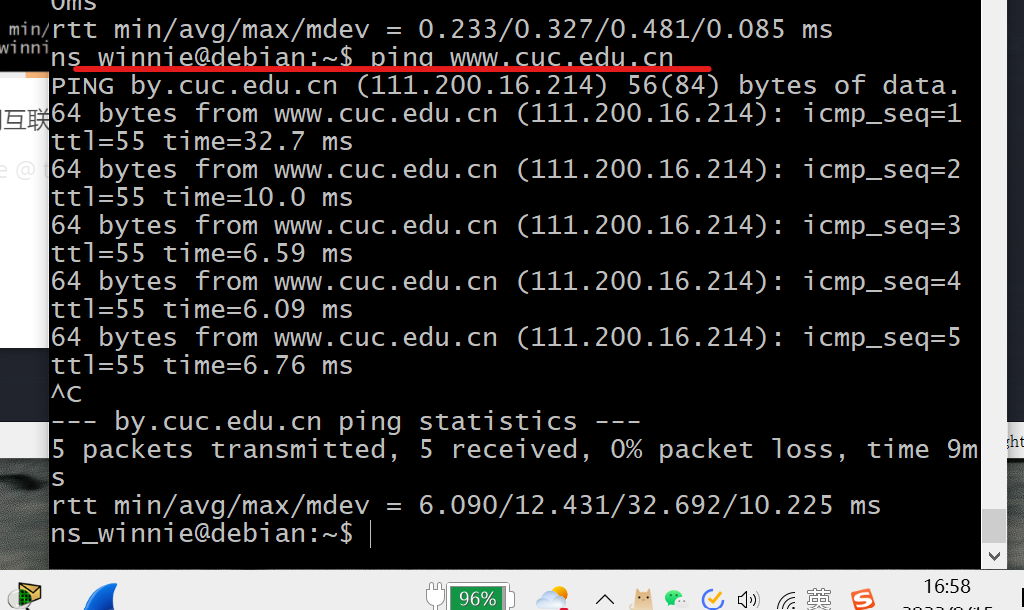 0ms
rtt min/avg/max/mdev = 0.233/0.327/0.481/0.085 ms
ns_winnie@debian:~$ ping www.cuc.edu.cn
PING by.cuc.edu.cn (111.200.16.214) 56(84) bytes of data.
64 bytes from www.cuc.edu.cn (111.200.16.214): icmp_seq=1
ttl=55 time=32.7 ms
64 bytes from www.cuc.edu.cn (111.200.16.214): icmp_seq=2
ttl=55 time=10.0 ms
64 bytes from www.cuc.edu.cn (111.200.16.214): icmp_seq=3
ttl=55 time=6.59 ms
64 bytes from www.cuc.edu.cn (111.200.16.214): icmp_seq=4
ttl=55 time=6.09 ms
64 bytes from www.cuc.edu.cn (111.200.16.214): icmp_seq=5
ttl=55 time=6.76 ms
^C
--- by.cuc.edu.cn ping statistics ---
5 packets transmitted, 5 received, 0% packet loss, time 9m
s
rtt min/avg/max/mdev = 6.090/12.431/32.692/10.225 ms
ns_winnie@debian:~$
min/
winni
互联
e @
ght
96%
英
16:58